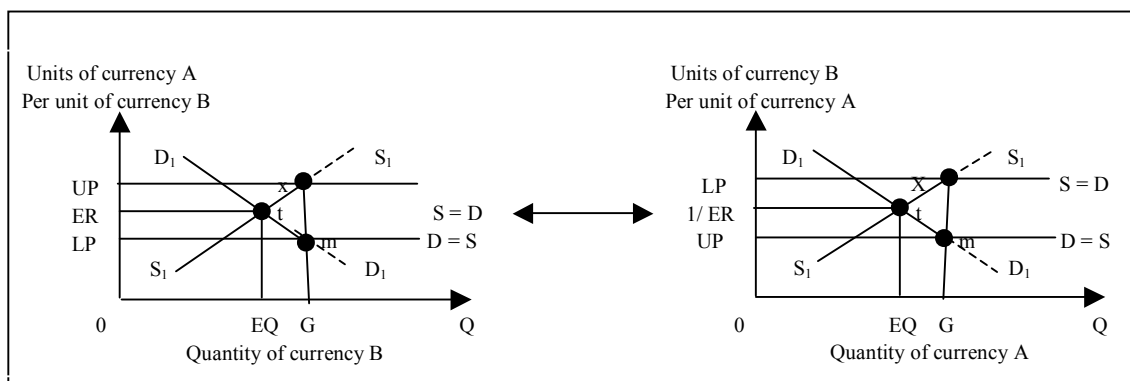 Units of currency A
Per unit of currency B
D1
S1
UP
x
ER
t
S = D
LP
m
D = S
S1
D1
0
EQ
G
Q
Quantity of currency B
Units of currency B
Per unit of currency A
D1
S1
LP
X
S = D
1/ ER
t
UP
m
D = S
S1
D1
0
EQ
G
Q
Quantity of currency A